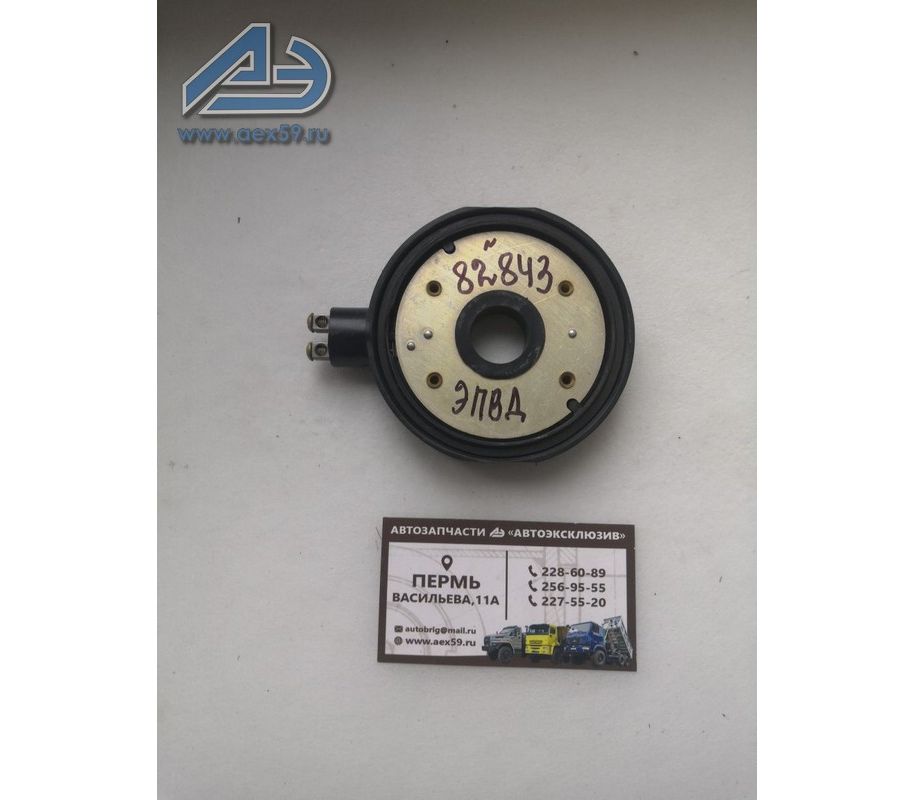 АЭ
www.aex59.ru
82843
ЭПВД
АВТОЗАПЧАСТИ АЭ «АВТОЭКСКЛЮЗИВ»
ПЕРМЬ
ВАСИЛЬЕВА,11А
228-60-89
256-95-55
227-55-20
autobrig@mail.ru
www.aex59.ru